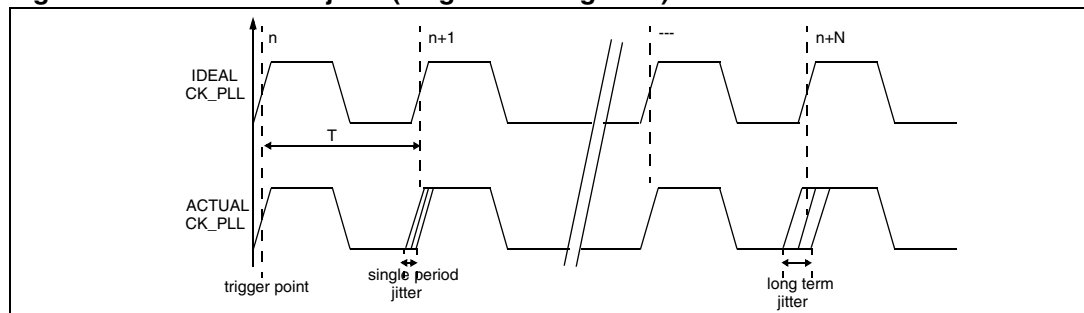 n
n+1
---
n+N
IDEAL
CK_PLL
T
ACTUAL
CK_PLL
trigger point
single period
jitter
long term
jitter